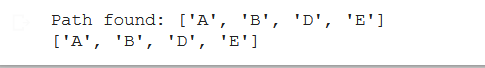 Path found: ['A', 'B', 'D', 'E']
['A', 'B', 'D', 'E']